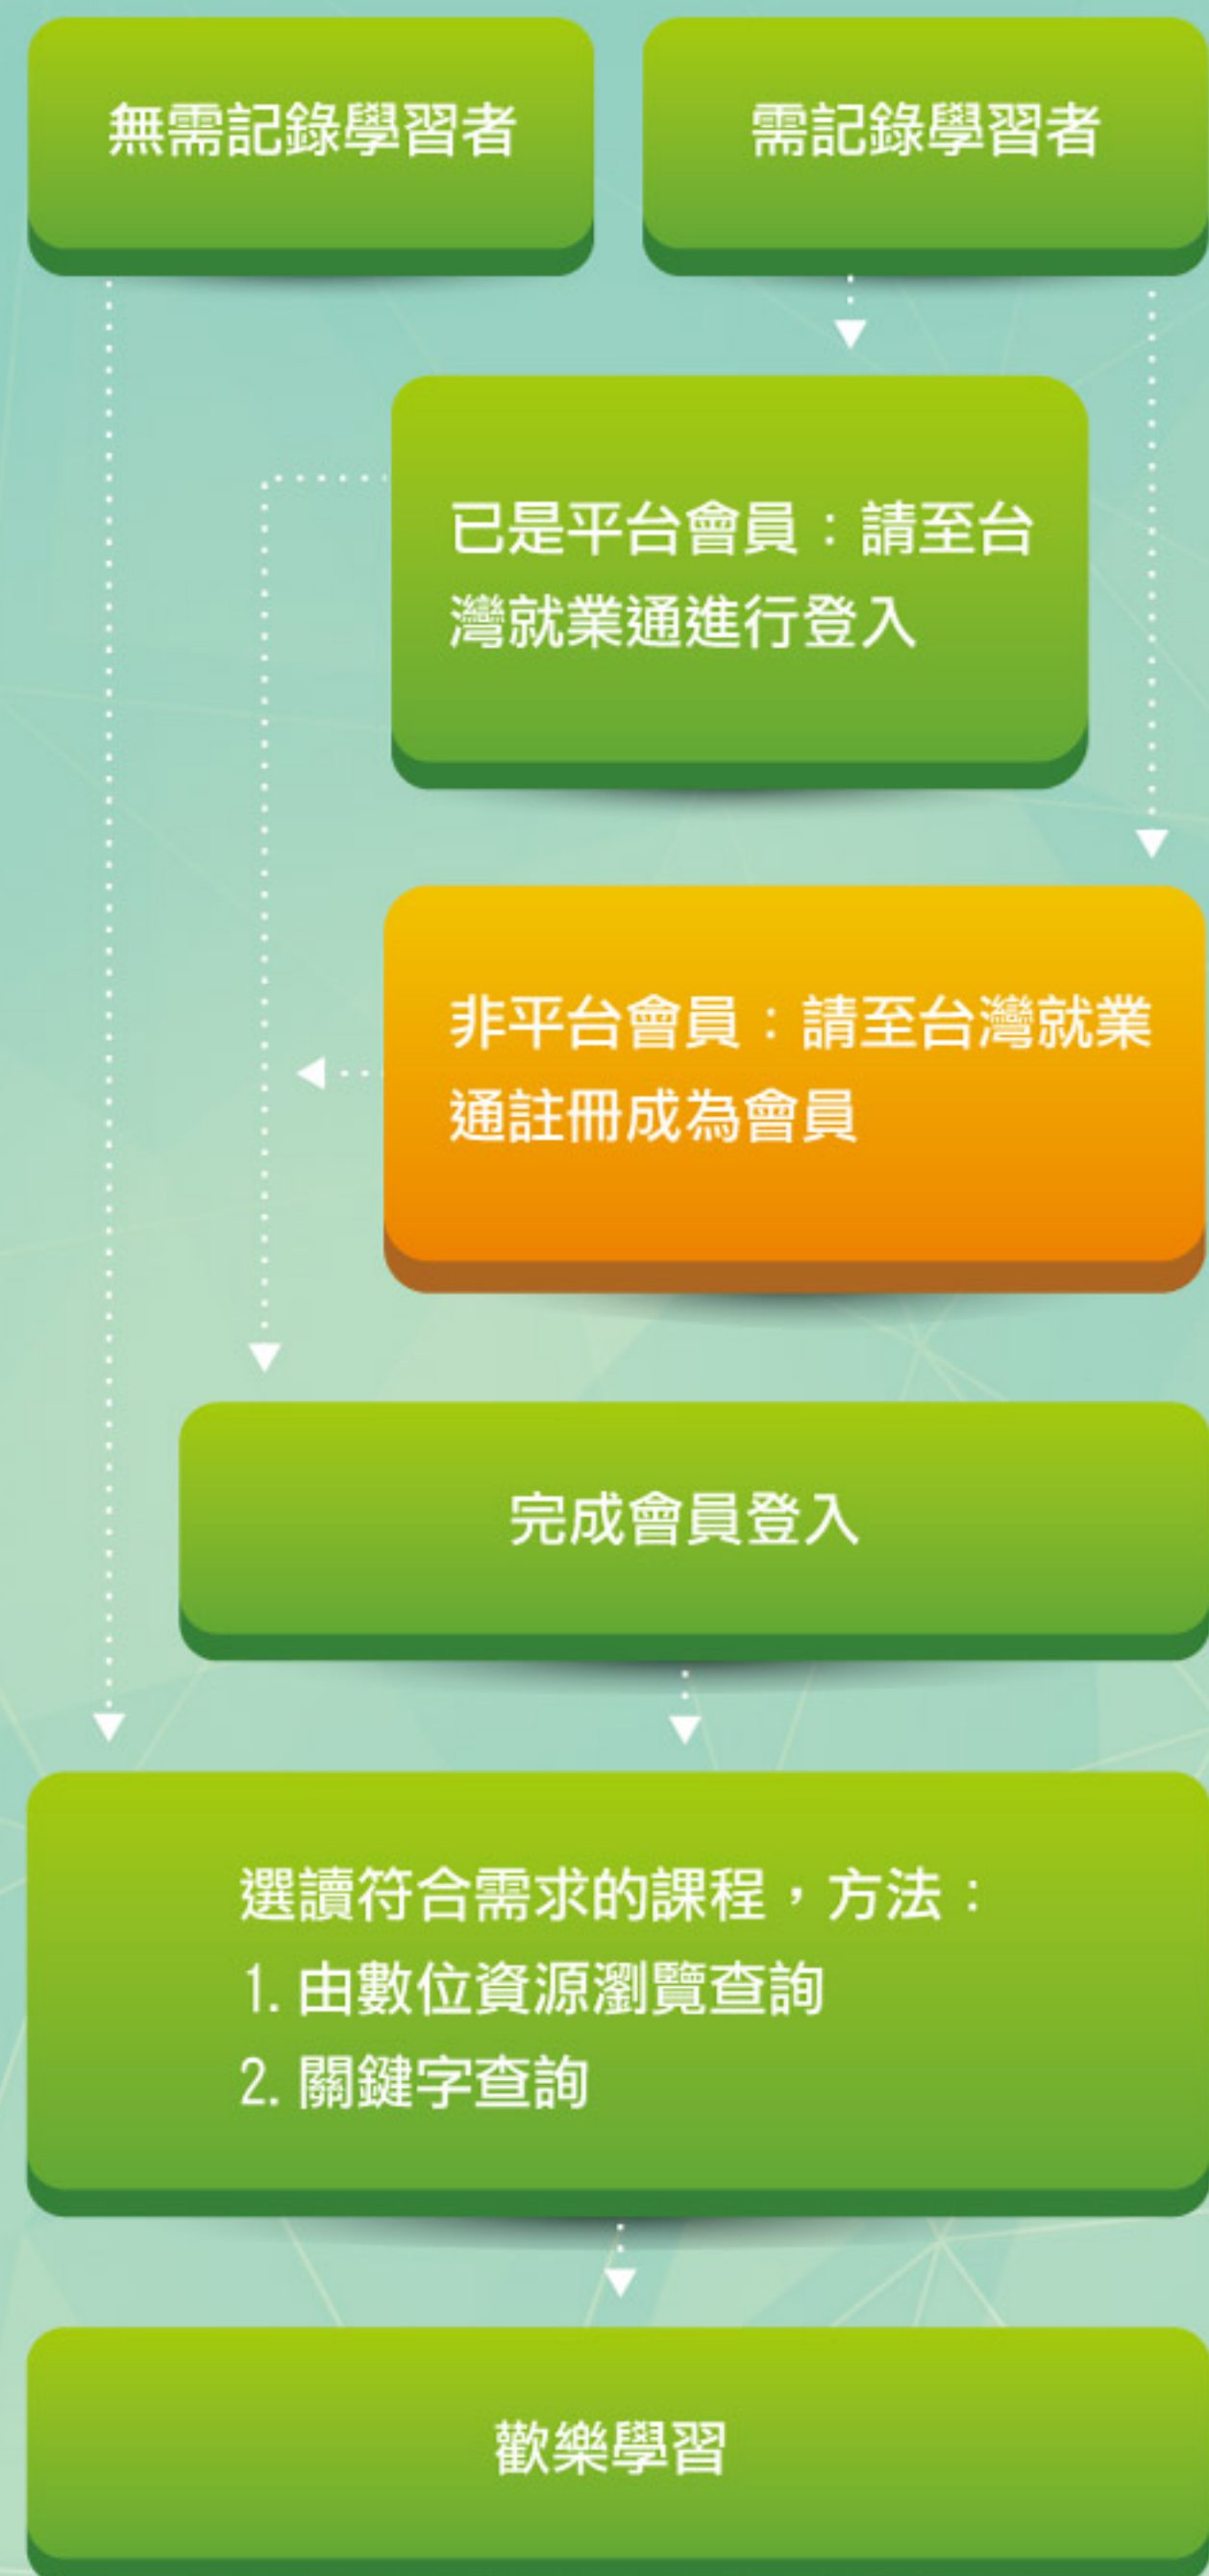 無需記錄學習者
需記錄學習者
已是平台會員：請至台
灣就業通進行登入
非平台會員：請至台灣就業
通註冊成為會員
完成會員登入
選讀符合需求的課程，方法：
1. 由數位資源瀏覽查詢
2. 關鍵字查詢
歡樂學習